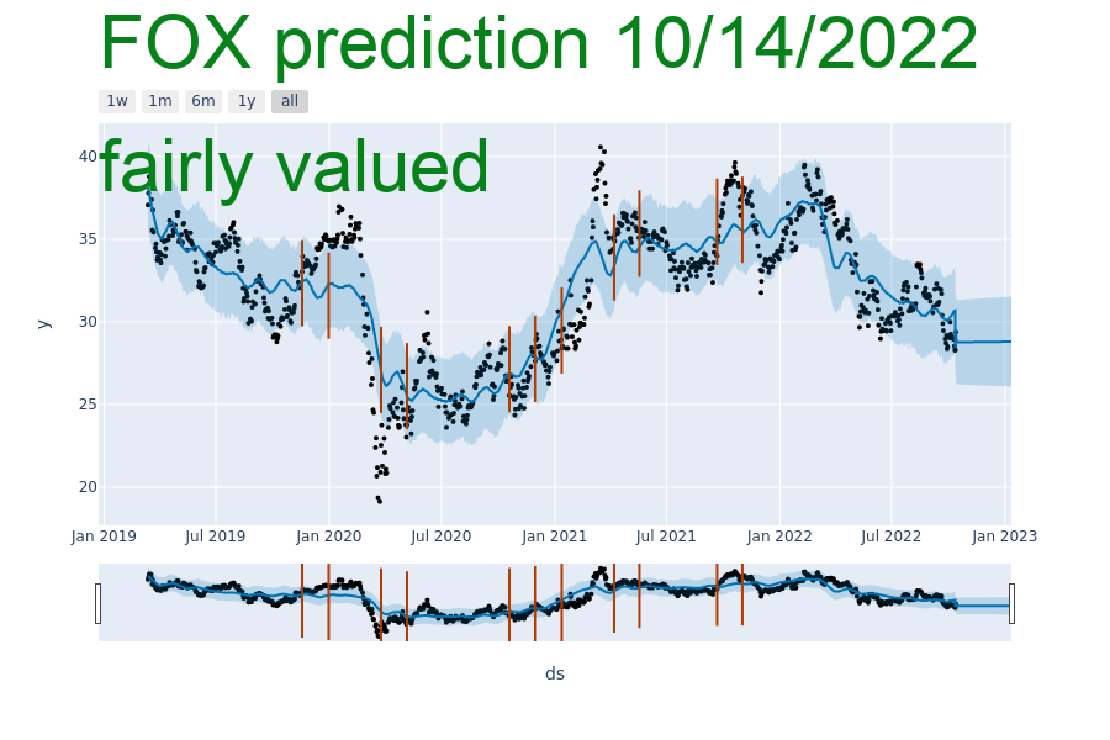 FOX prediction 10/14/2022
1w 1m 6m 1y all
fairly valued
40
35
30
25
20
y
Jan 2019 Jul 2019 Jan 2020 Jul 2020 Jan 2021 Jul 2021 Jan 2022 Jul 2022 Jan 2023
ds